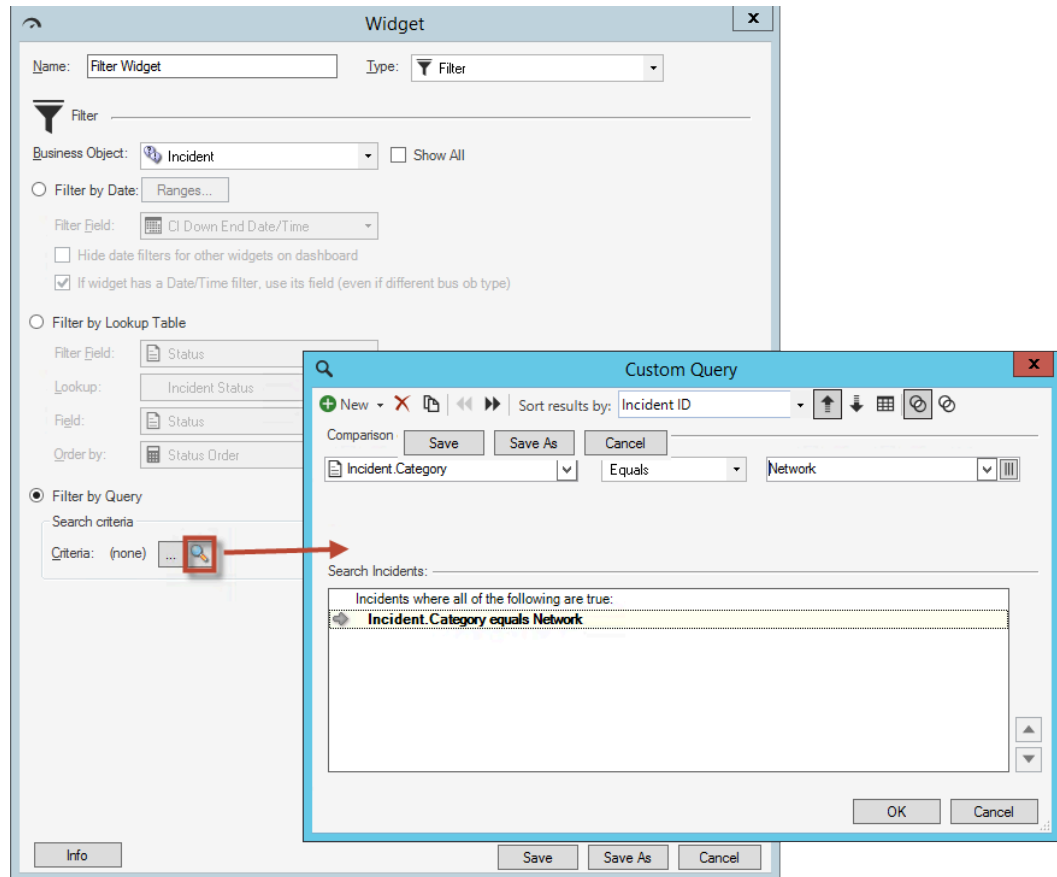 Widget
x
Name: Filter Widget Type: Filter
Filter
Business Object: Incident Show All
Filter by Date: Ranges...
Filter Field: CI Down End Date/Time
Hide date filters for other widgets on dashboard
If widget has a Date/Time filter, use its field (even if different bus ob type)
Filter by Lookup Table
Filter Field: Status
Lookup: Incident Status
Field: Status
Order by: Status Order
Filter by Query
Search criteria
Criteria: (none) ...
Info
Save Save As Cancel
Custom Query
x
New Sort results by: Incident ID
Comparison Save Save As Cancel
Incident.Category Equals Network
Search Incidents:
Incidents where all of the following are true:
Incident.Category equals Network
OK Cancel